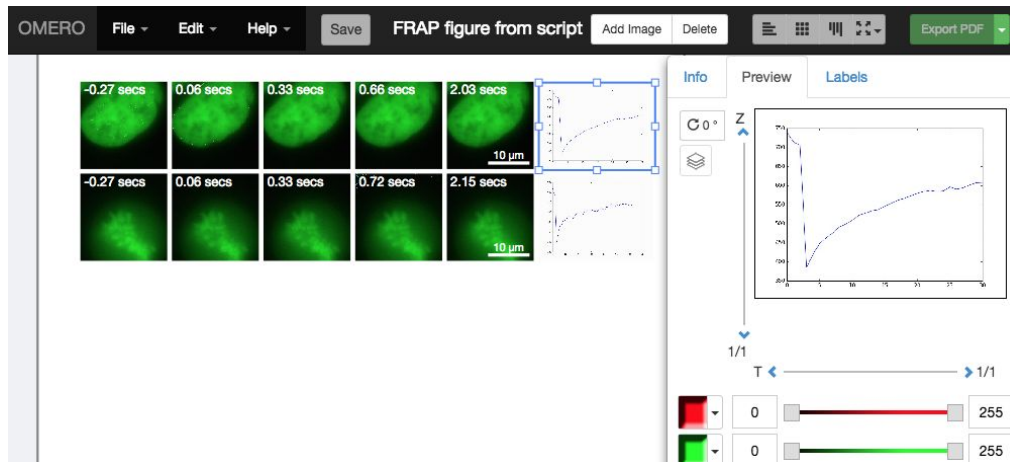 OMERO File Edit Help Save FRAP figure from script Add Image Delete Export PDF
Info Preview Labels
-0.27 secs 0.06 secs 0.33 secs 0.66 secs 2.03 secs
10 µm
-0.27 secs 0.06 secs 0.33 secs 0.72 secs 2.15 secs
10 µm
0° Z
1/1
T 1/1
0 255
0 255